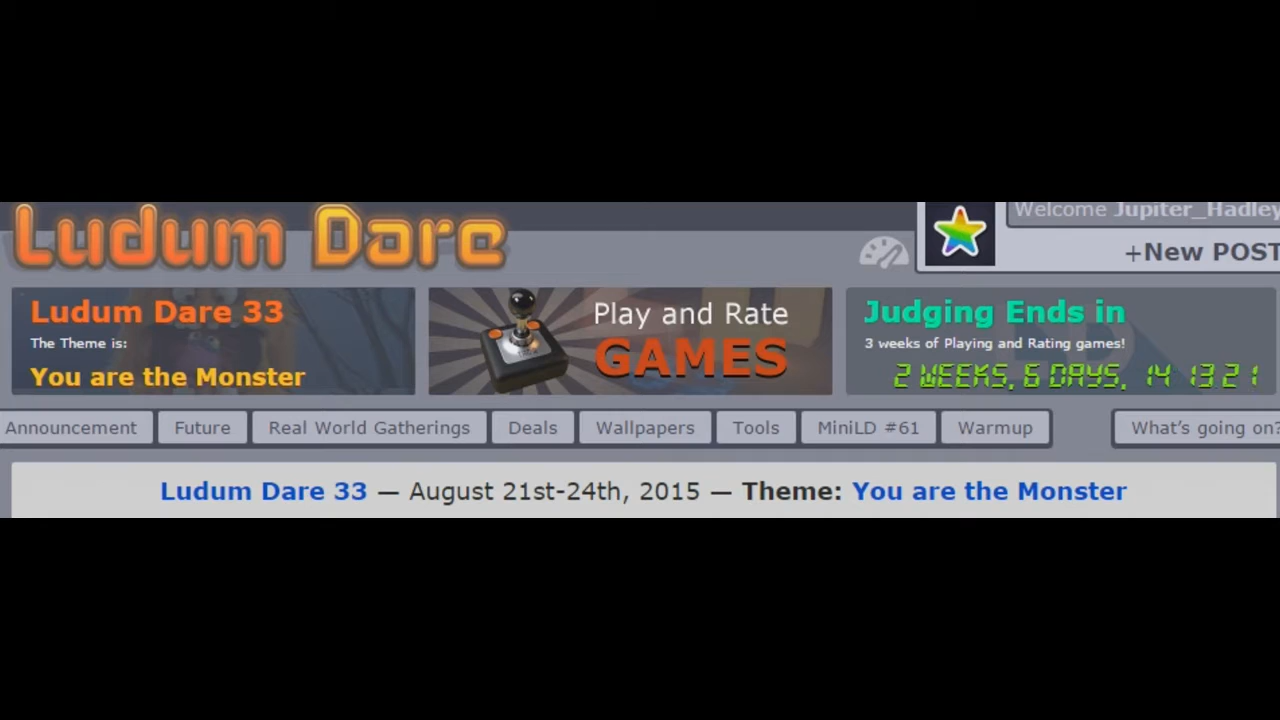 Ludum Dare
Welcome Jupiter_Hadley
+New POST
Ludum Dare 33
The Theme is:
You are the Monster
Play and Rate
GAMES
Judging Ends in
3 weeks of Playing and Rating games!
2 WEEKS, 6 DAYS, 14 13 21
Announcement
Future
Real World Gatherings
Deals
Wallpapers
Tools
MiniLD #61
Warmup
What's going on?
Ludum Dare 33 — August 21st-24th, 2015 — Theme: You are the Monster